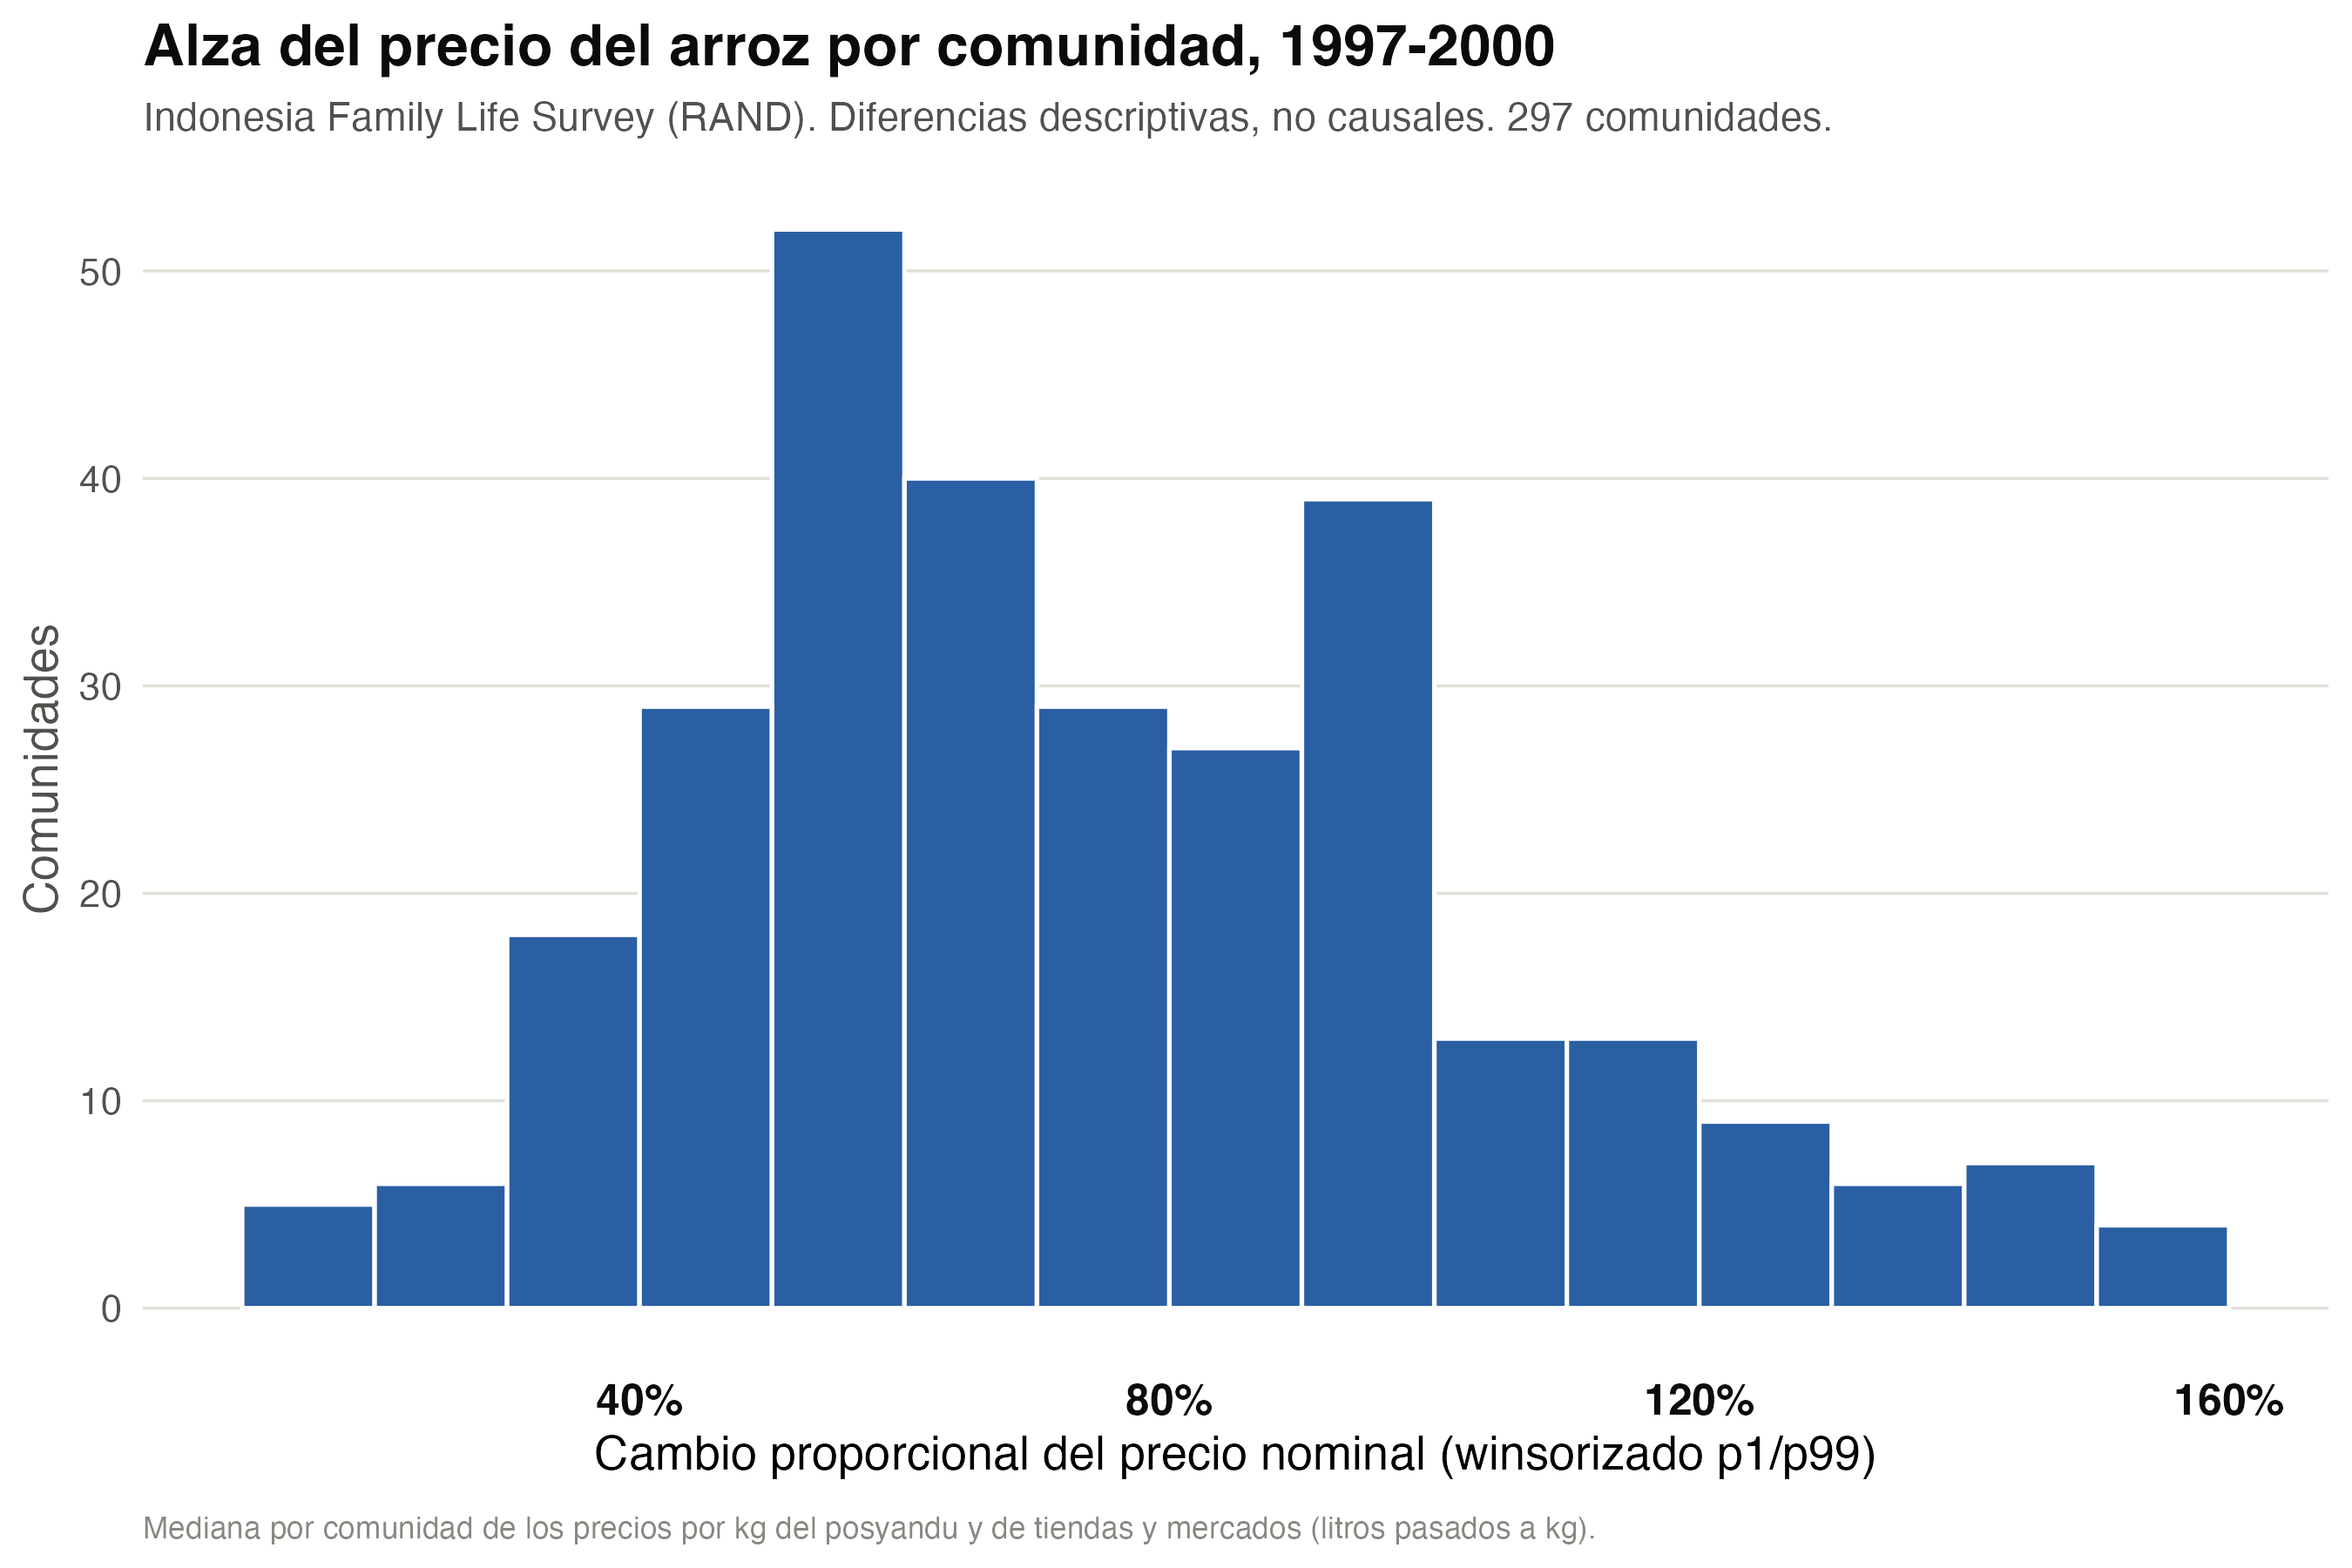 Alza del precio del arroz por comunidad, 1997-2000
Indonesia Family Life Survey (RAND). Diferencias descriptivas, no causales. 297 comunidades.
Comunidades
50
40
30
20
10
0
40%
80%
120%
160%
Cambio proporcional del precio nominal (winsorizado p1/p99)
Mediana por comunidad de los precios por kg del posyandu y de tiendas y mercados (litros pasados a kg).